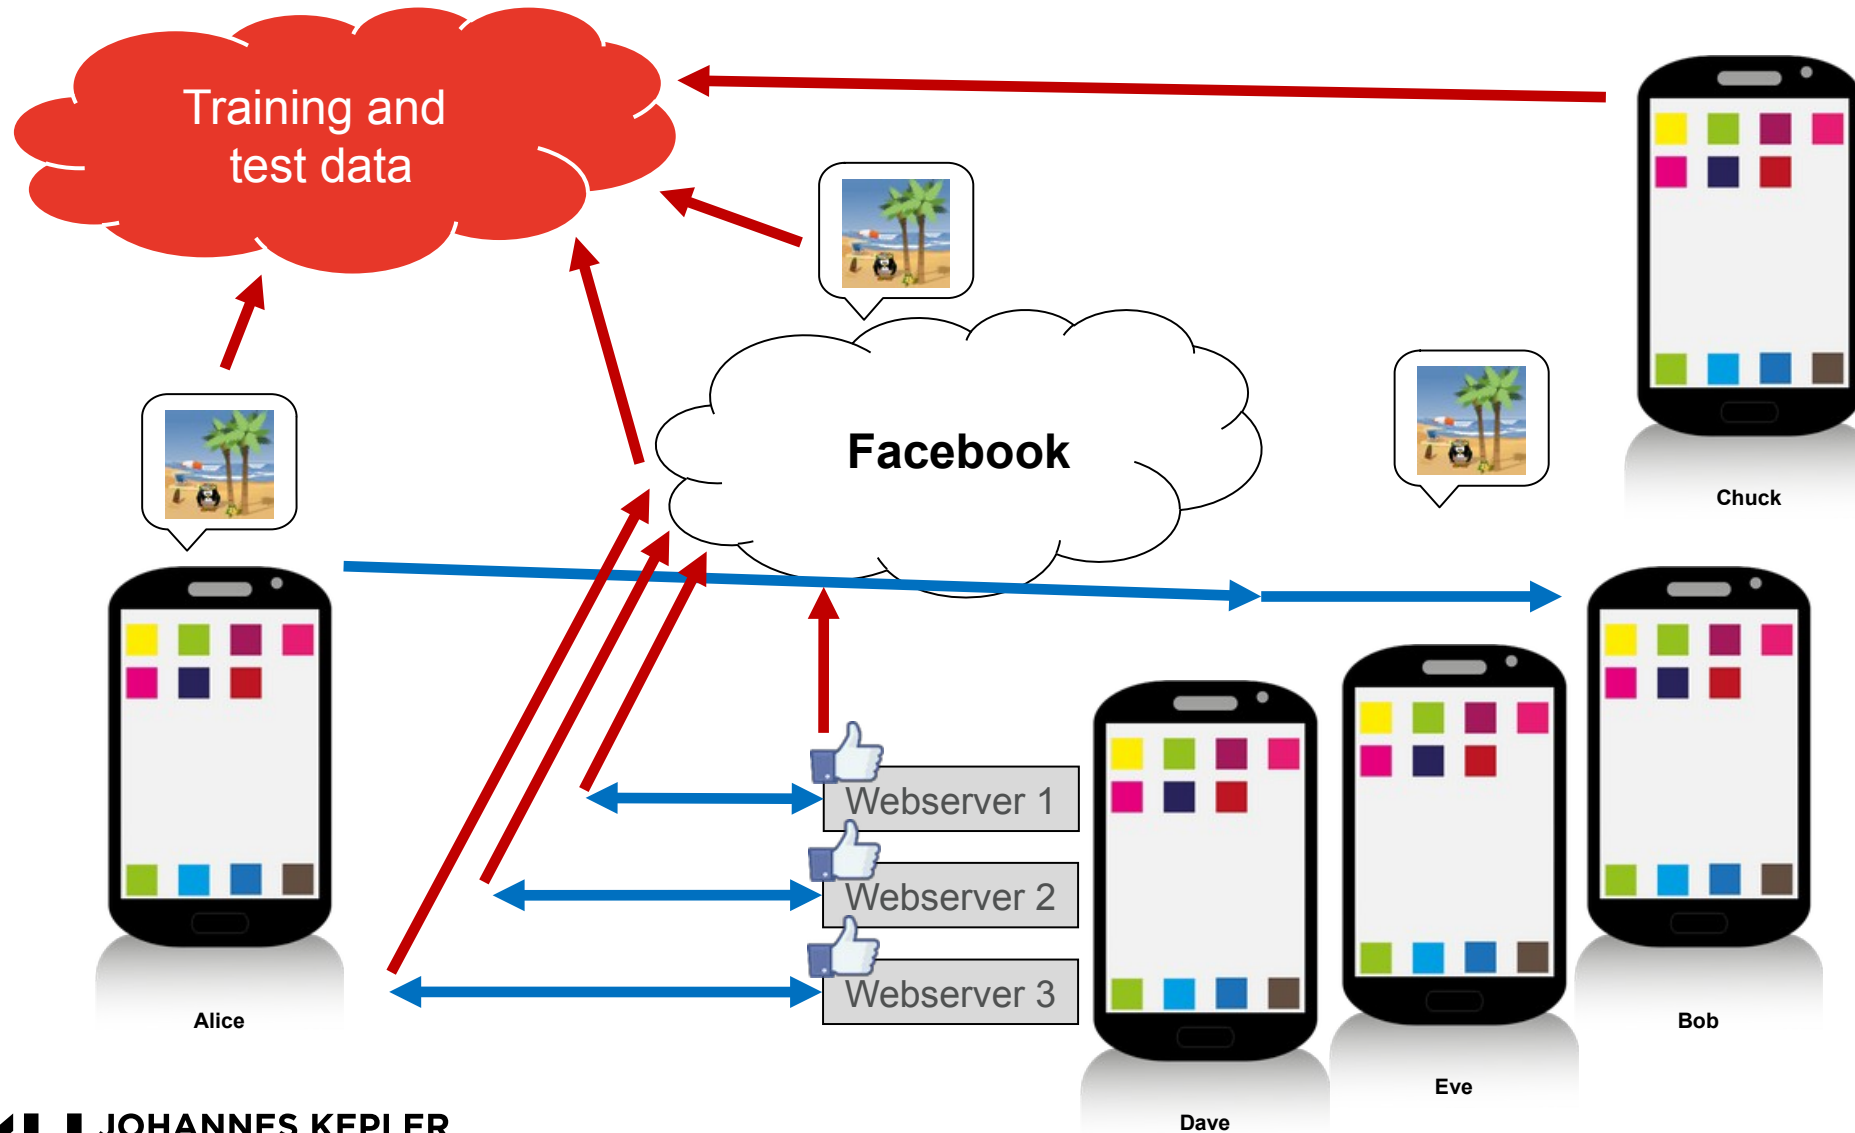 Training and
test data
Facebook
Chuck
Webserver 1
Webserver 2
Webserver 3
Alice
Bob
Eve
Dave
JOHANNES KEPLER